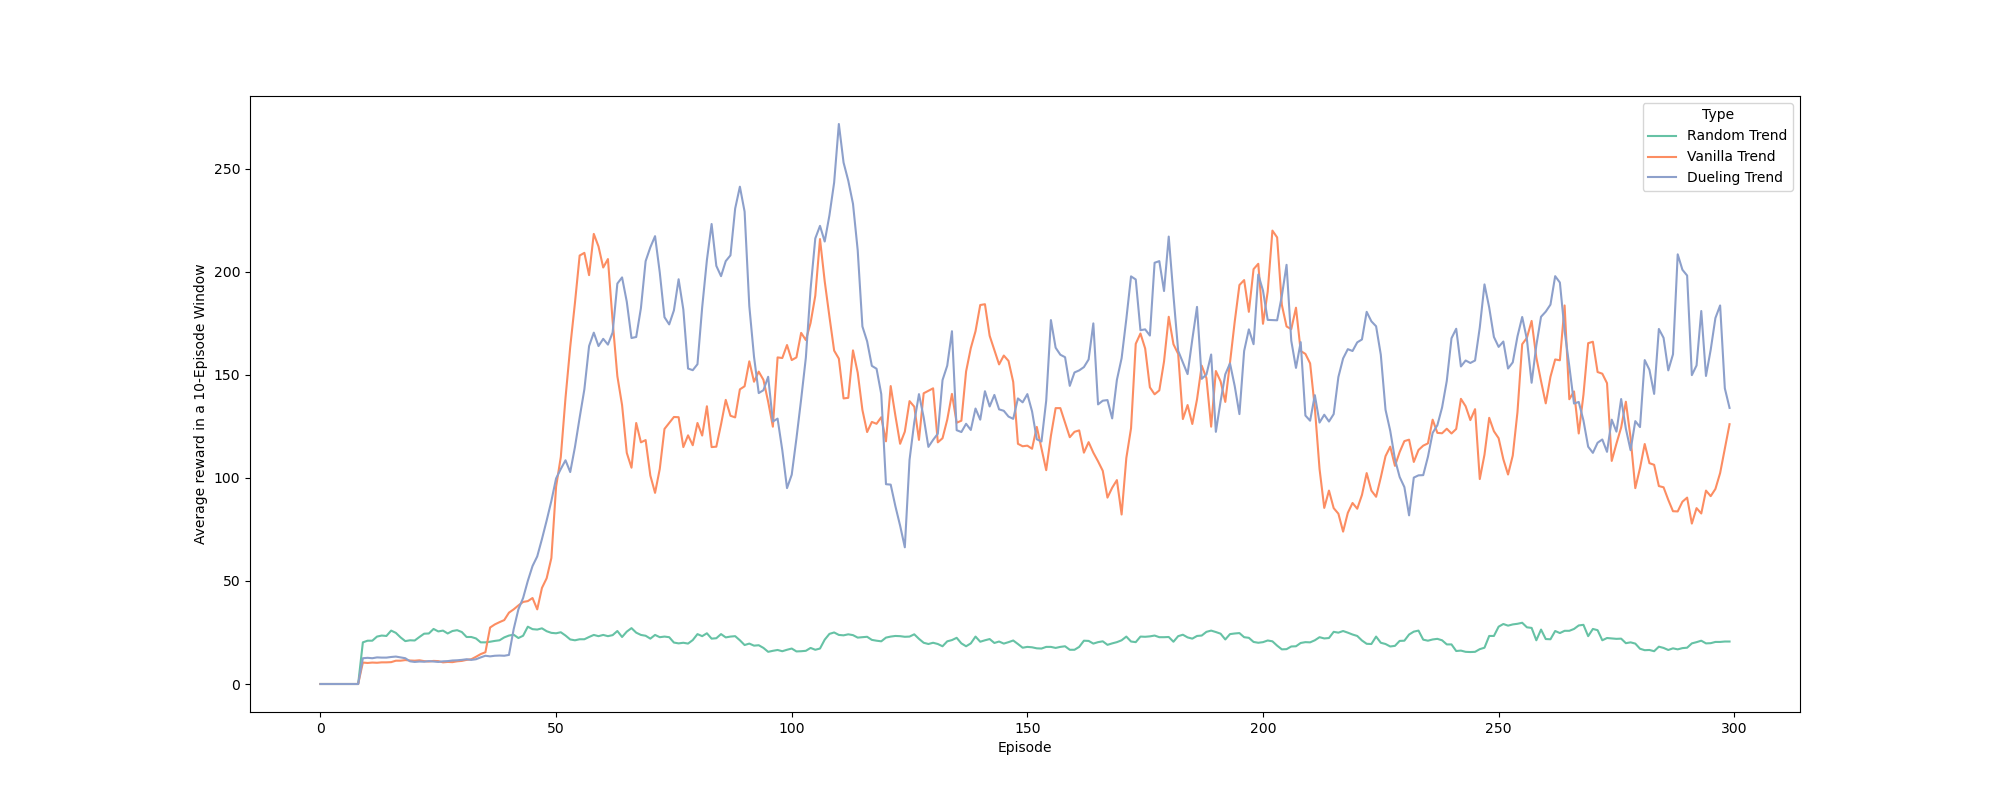 Type
Random Trend
Vanilla Trend
Dueling Trend
250
200
150
100
50
0
Average reward in a 10-Episode Window
0 50 100 150 200 250 300
Episode